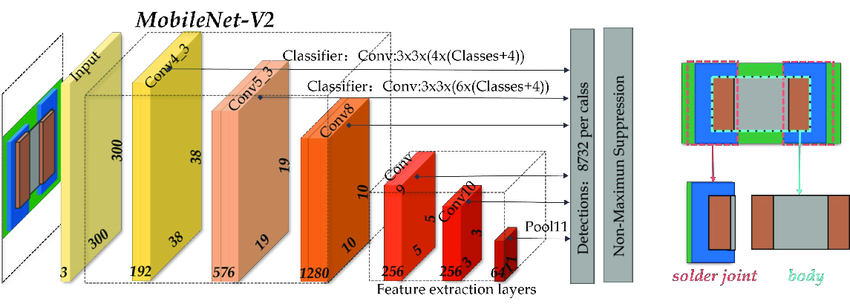 MobileNet-V2
Input
300
300
3
Conv4_3
38
38
192
Conv5_3
19
19
576
Conv8
10
10
1280
Conv
9
5
5
256
Conv10
3
3
256
Pool11
1
64
Classifier: Conv:3x3x(4x(Classes+4)
Classifier: Conv:3x3x(6x(Classes+4))
Feature extraction layers
Detections: 8732 per calss
Non-Maximun Suppression
solder joint
body